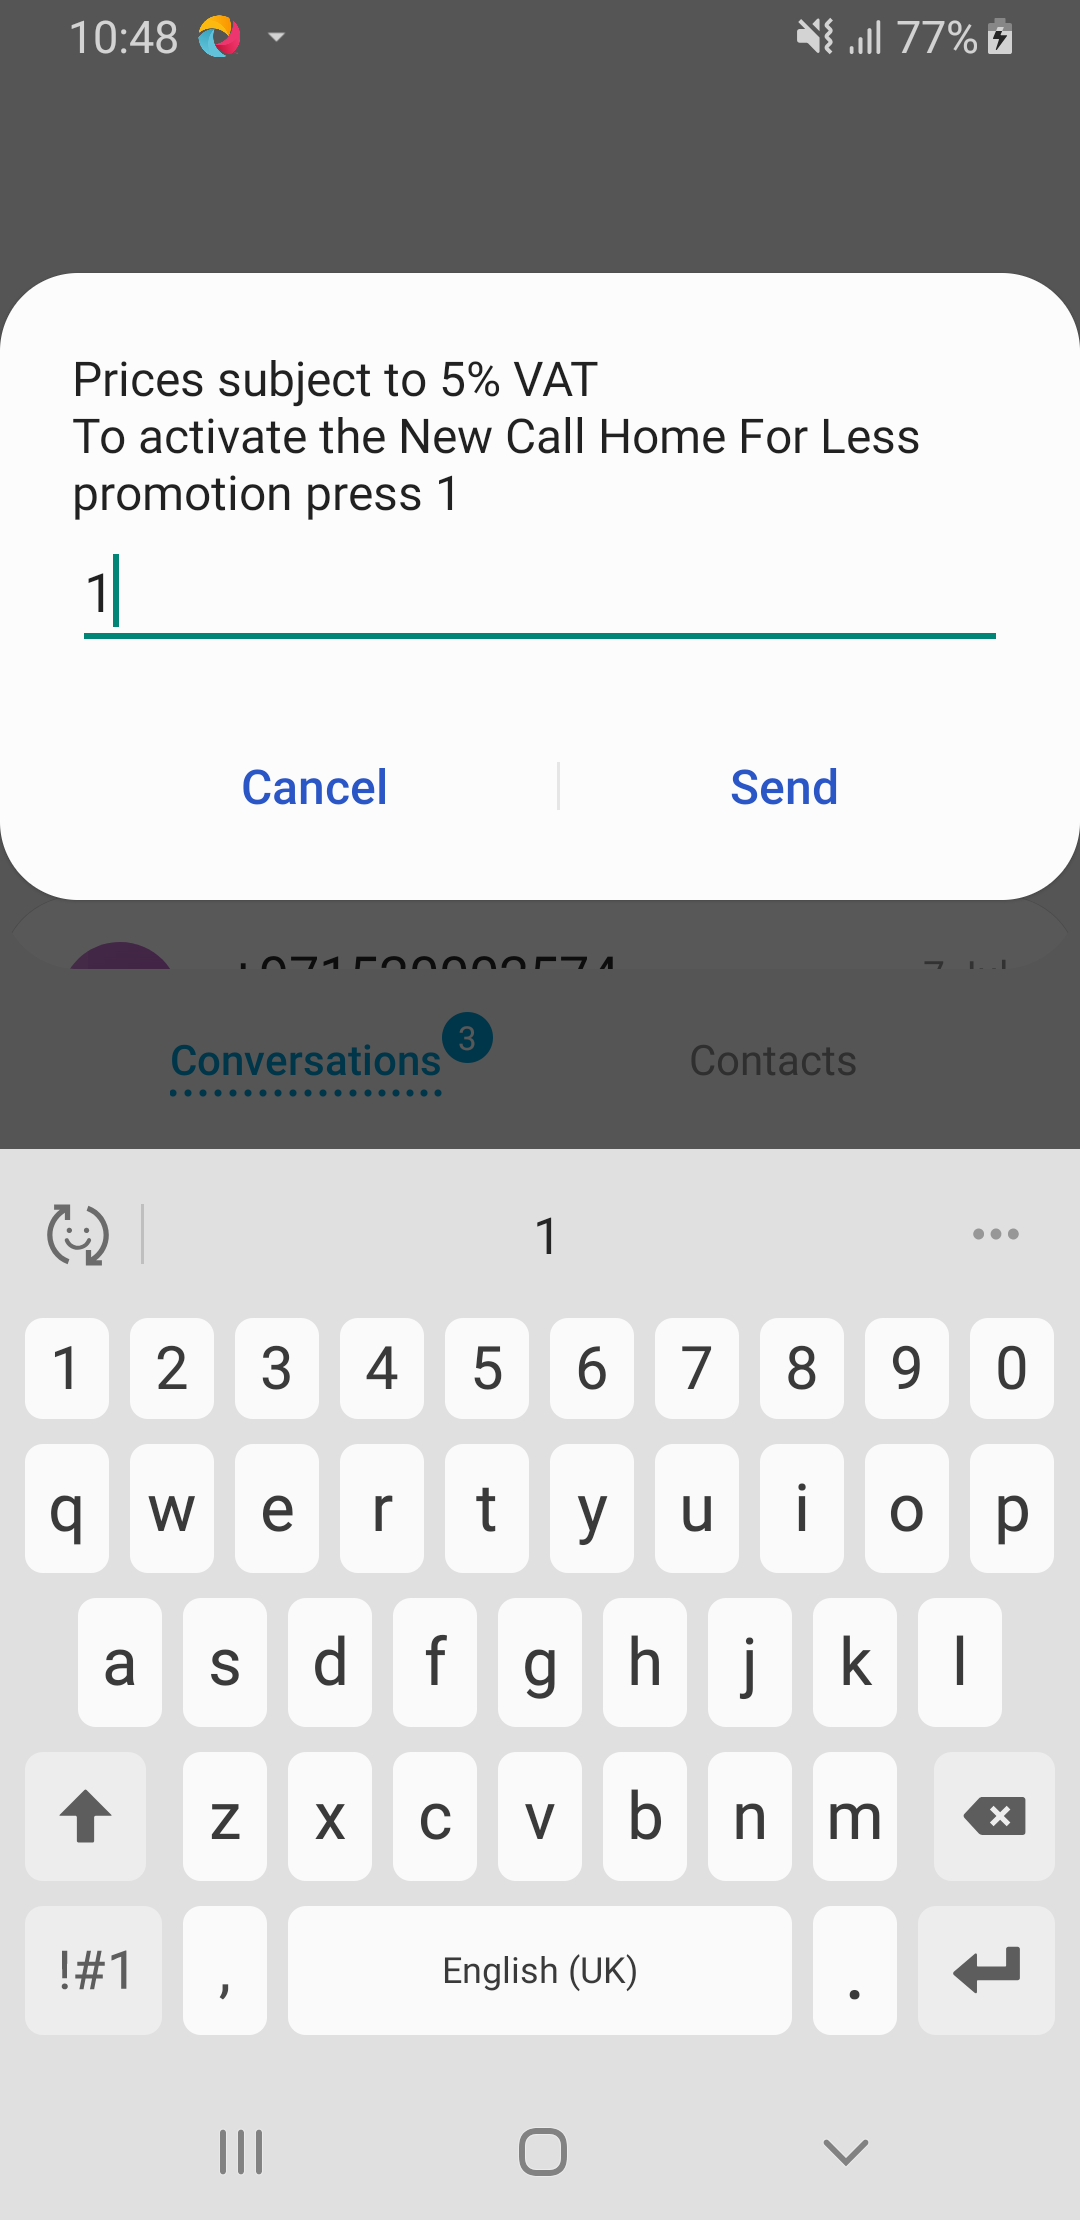 10:48
77%
Prices subject to 5% VAT
To activate the New Call Home For Less
promotion press 1
1
Cancel
Send
Conversations
3
Contacts
1
1 2 3 4 5 6 7 8 9 0
q w e r t y u i o p
a s d f g h j k l
z x c v b n m
!#1 , English (UK) .